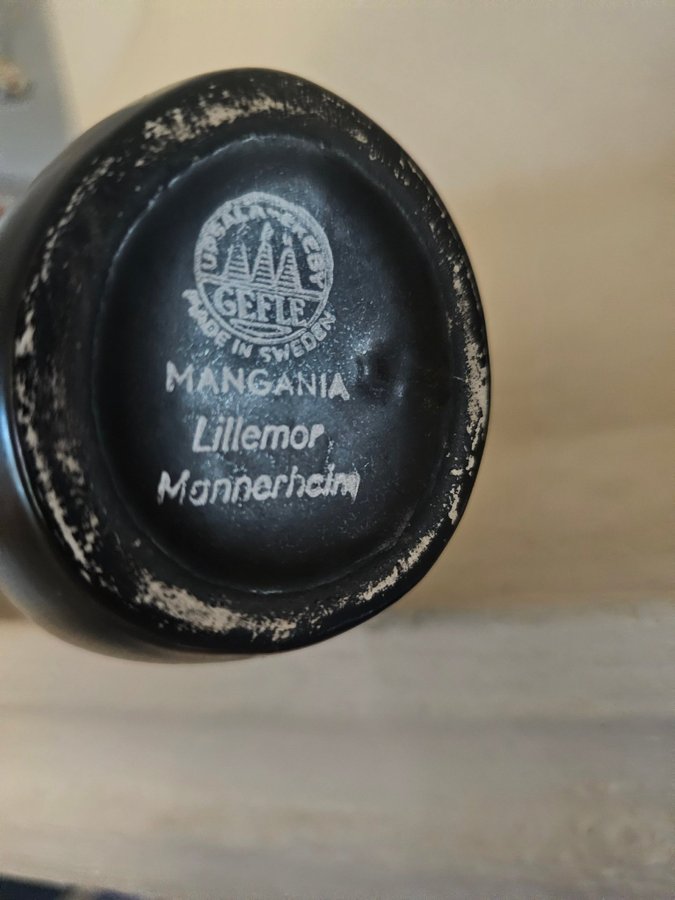 UPSALA-EKEBY
GEFLE
MADE IN SWEDEN
MANGANIA
Lillemor
Mannerheim